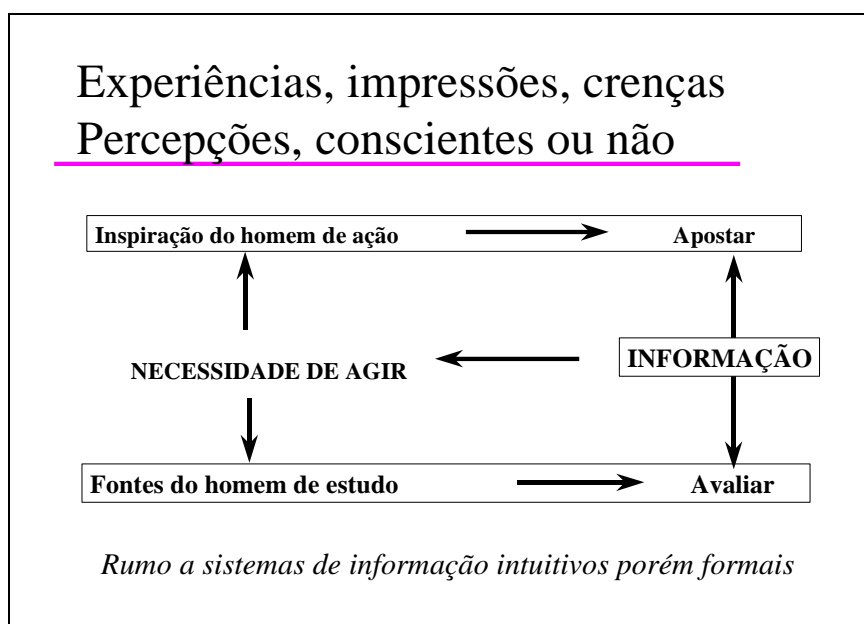 Experiências, impressões, crenças
Percepções, conscientes ou não
Inspiração do homem de ação Apostar
NECESSIDADE DE AGIR INFORMAÇÃO
Fontes do homem de estudo Avaliar
Rumo a sistemas de informação intuitivos porém formais